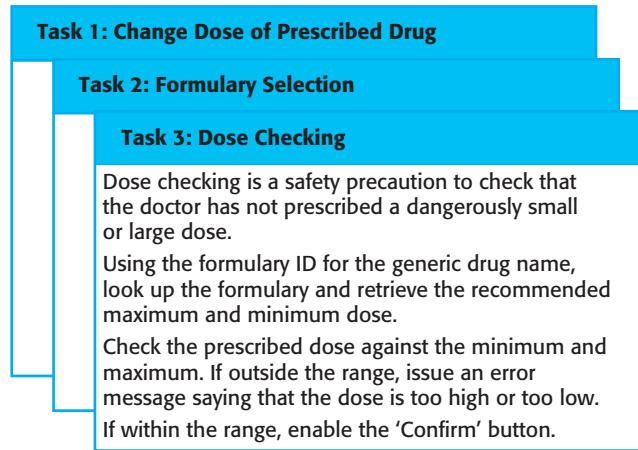 Task 1: Change Dose of Prescribed Drug
Task 2: Formulary Selection
Task 3: Dose Checking
Dose checking is a safety precaution to check that
the doctor has not prescribed a dangerously small
or large dose.
Using the formulary ID for the generic drug name,
look up the formulary and retrieve the recommended
maximum and minimum dose.
Check the prescribed dose against the minimum and
maximum. If outside the range, issue an error
message saying that the dose is too high or too low.
If within the range, enable the ‘Confirm’ button.